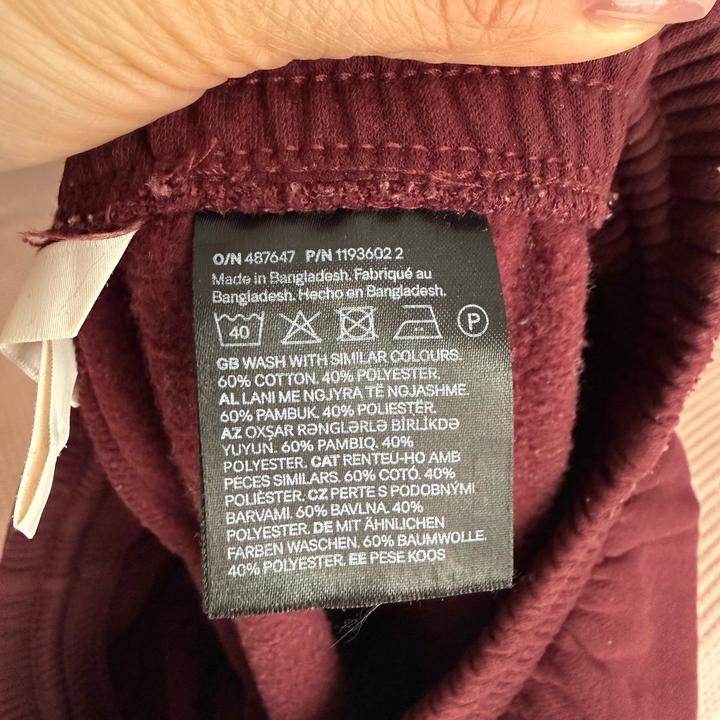 O/N 487647 P/N 1193602 2
Made in Bangladesh. Fabriqué au
Bangladesh. Hecho en Bangladesh.
40 P
GB WASH WITH SIMILAR COLOURS.
60% COTTON. 40% POLYESTER.
AL LANI ME NGJYRA TË NGJASHME.
60% PAMBUK. 40% POLIESTËR.
AZ OXŞAR RƏNGLƏRLƏ BİRLİKDƏ
YUYUN. 60% PAMBIQ. 40%
POLYESTER. CAT RENTEU-HO AMB
PECES SIMILARS. 60% COTÓ. 40%
POLIÈSTER. CZ PERTE S PODOBNÝMI
BARVAMI. 60% BAVLNA. 40%
POLYESTER. DE MIT ÄHNLICHEN
FARBEN WASCHEN. 60% BAUMWOLLE.
40% POLYESTER. EE PESE KOOS